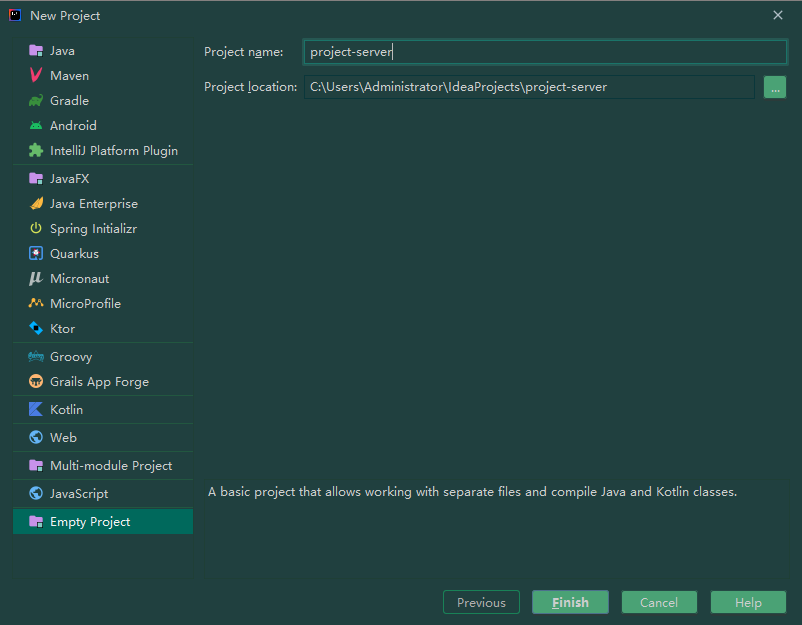 New Project
Java
Maven
Gradle
Android
IntelliJ Platform Plugin
JavaFX
Java Enterprise
Spring Initializr
Quarkus
Micronaut
MicroProfile
Ktor
Groovy
Grails App Forge
Kotlin
Web
Multi-module Project
JavaScript
Empty Project
Project name: project-server
Project location: C:\Users\Administrator\IdeaProjects\project-server ...
A basic project that allows working with separate files and compile Java and Kotlin classes.
Previous Finish Cancel Help